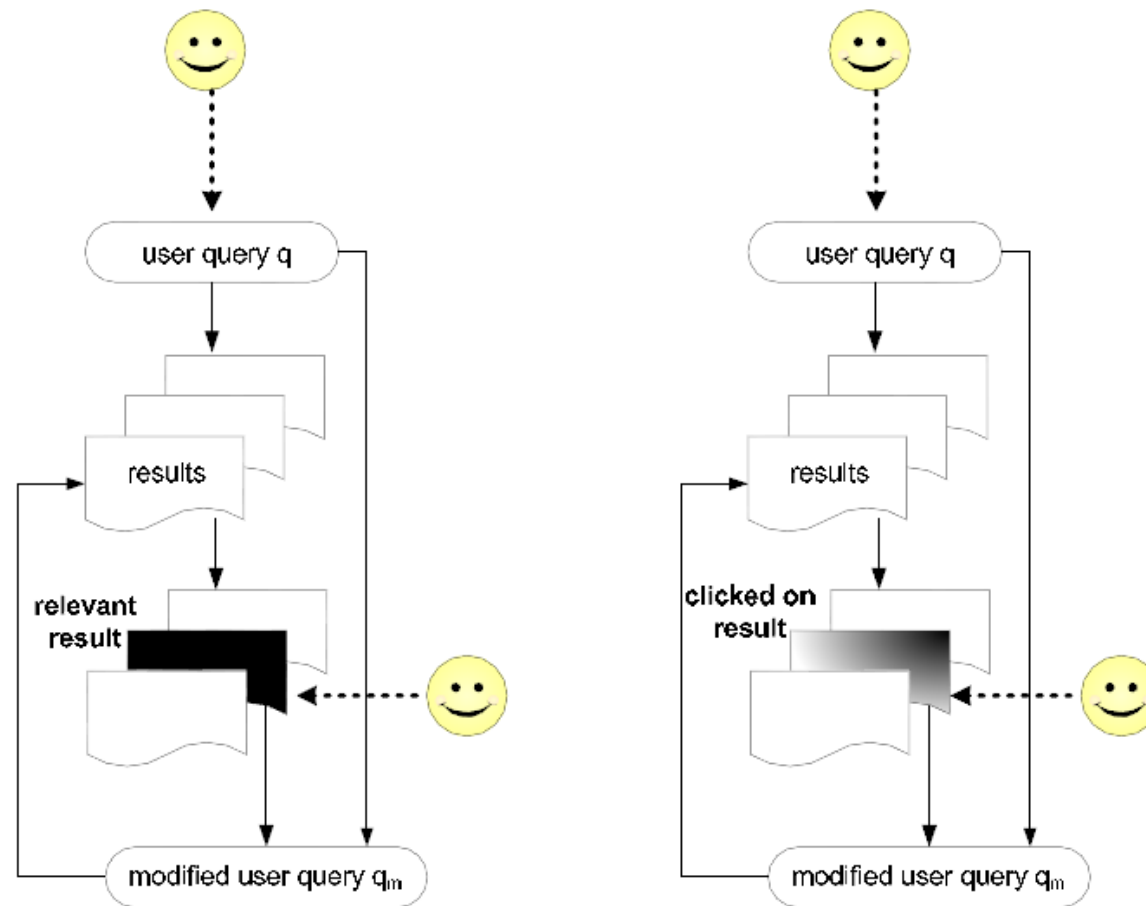 user query q
results
relevant
result
modified user query qm
user query q
results
clicked on
result
modified user query qm